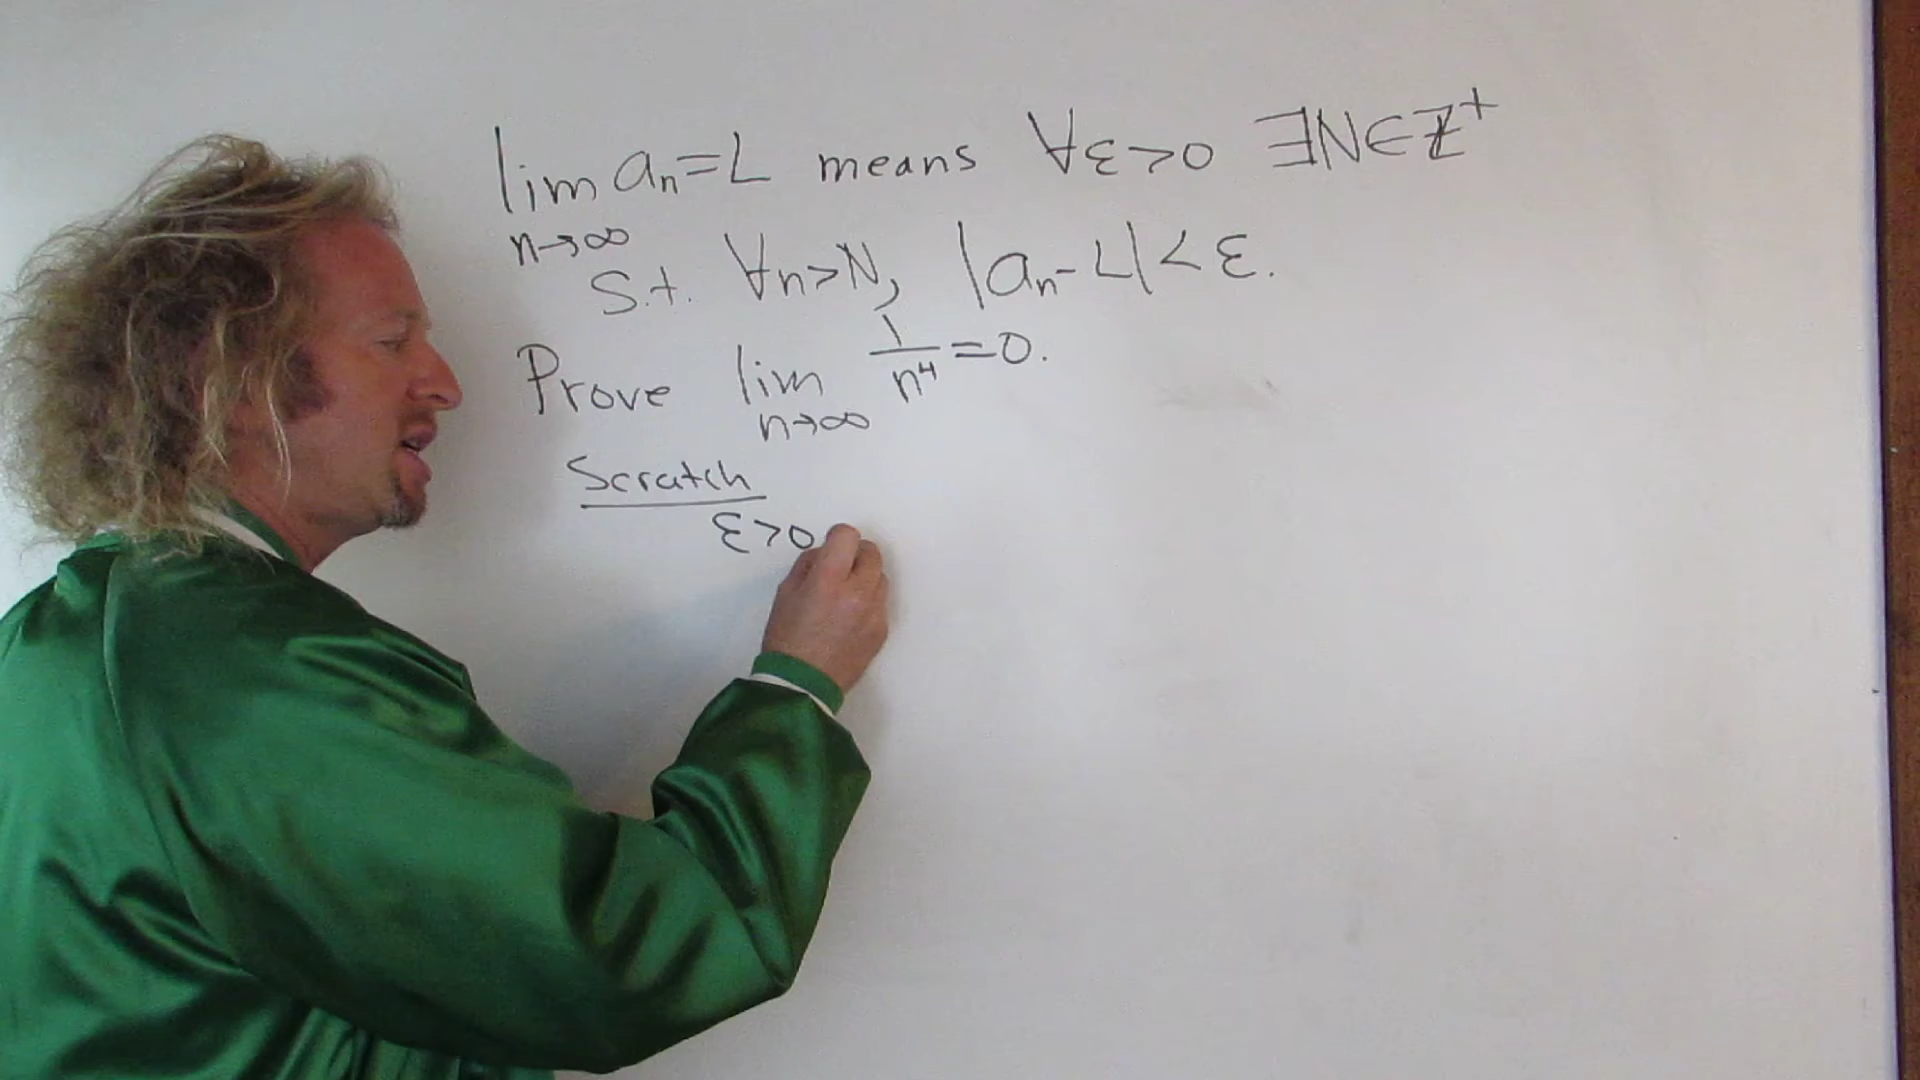 lim aₙ = L means ∀ε>0 ∃N∈ℤ⁺
n→∞
s.t. ∀n>N, |aₙ - L| < ε.
Prove lim 1/n⁴ = 0.
n→∞
Scratch
ε>0